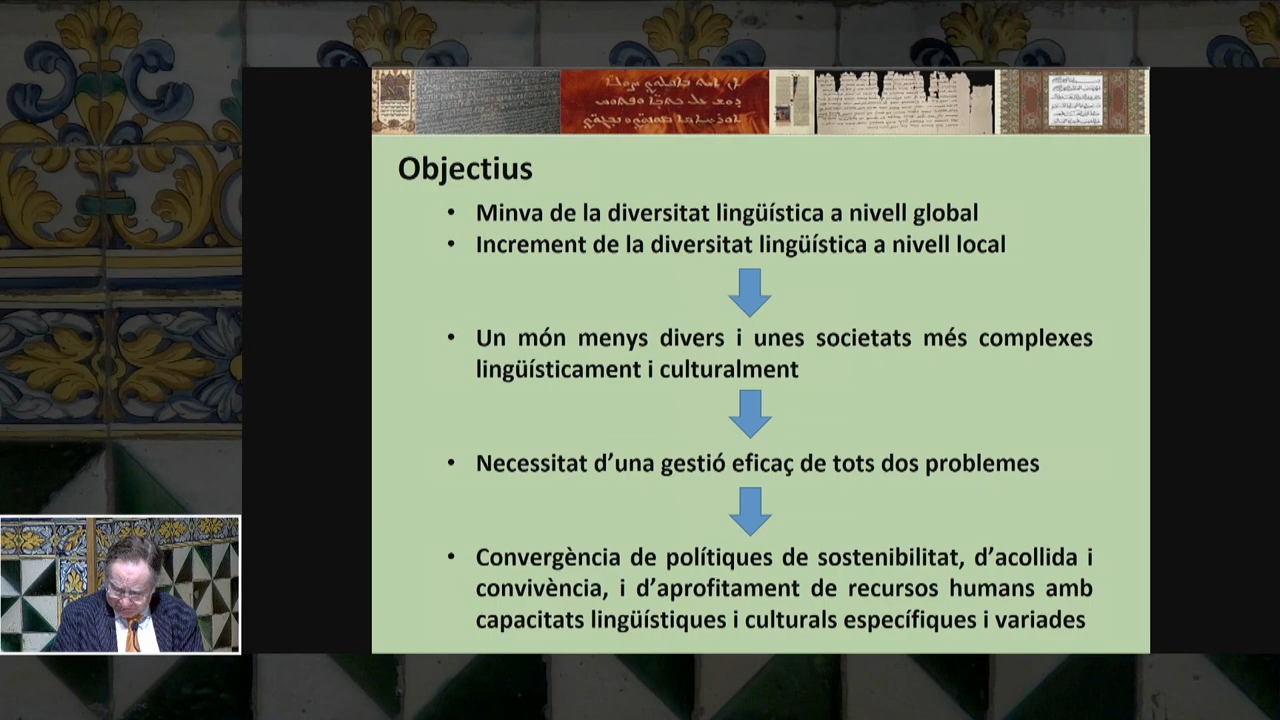 Objectius
• Minva de la diversitat lingüística a nivell global
• Increment de la diversitat lingüística a nivell local
• Un món menys divers i unes societats més complexes
lingüísticament i culturalment
• Necessitat d’una gestió eficaç de tots dos problemes
• Convergència de polítiques de sostenibilitat, d’acollida i
convivència, i d’aprofitament de recursos humans amb
capacitats lingüístiques i culturals específiques i variades